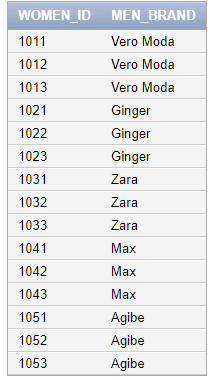 WOMEN_ID MEN_BRAND
1011 Vero Moda
1012 Vero Moda
1013 Vero Moda
1021 Ginger
1022 Ginger
1023 Ginger
1031 Zara
1032 Zara
1033 Zara
1041 Max
1042 Max
1043 Max
1051 Agibe
1052 Agibe
1053 Agibe